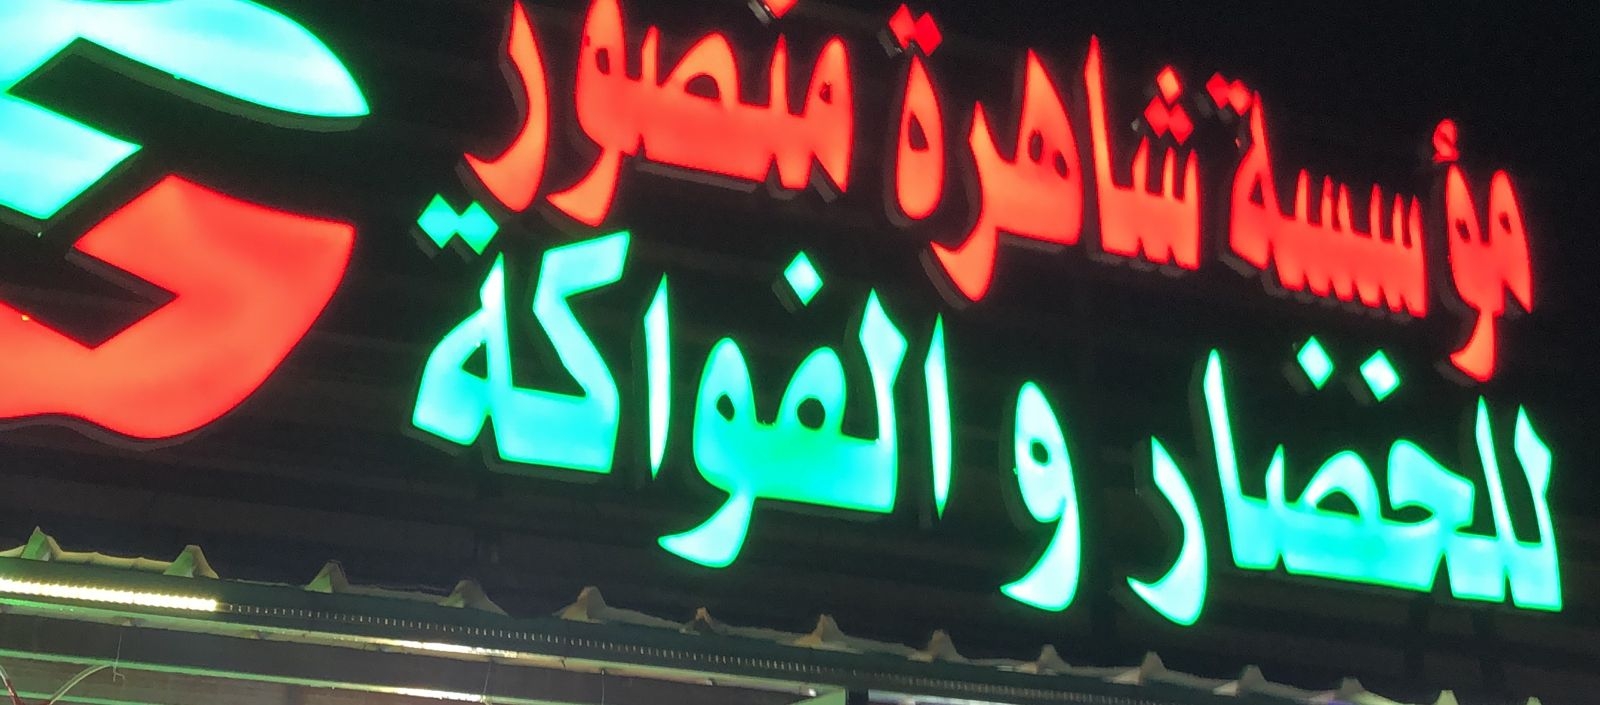 مؤسسة شاهرة منصور
للخضار و الفواكة